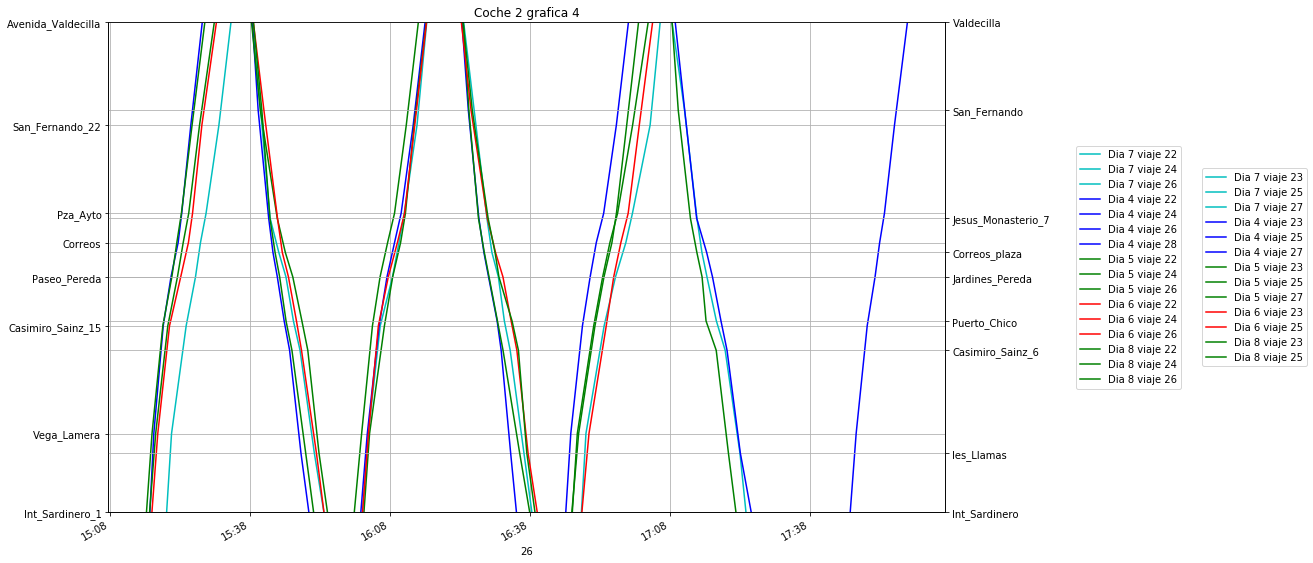 Coche 2 grafica 4
Avenida_Valdecilla
San_Fernando_22
Pza_Ayto
Correos
Paseo_Pereda
Casimiro_Sainz_15
Vega_Lamera
Int_Sardinero_1
Valdecilla
San_Fernando
Jesus_Monasterio_7
Correos_plaza
Jardines_Pereda
Puerto_Chico
Casimiro_Sainz_6
Ies_Llamas
Int_Sardinero
15:08
15:38
16:08
16:38
17:08
17:38
26
Dia 7 viaje 22
Dia 7 viaje 24
Dia 7 viaje 26
Dia 4 viaje 22
Dia 4 viaje 24
Dia 4 viaje 26
Dia 4 viaje 28
Dia 5 viaje 22
Dia 5 viaje 24
Dia 5 viaje 26
Dia 6 viaje 22
Dia 6 viaje 24
Dia 6 viaje 26
Dia 8 viaje 22
Dia 8 viaje 24
Dia 8 viaje 26
Dia 7 viaje 23
Dia 7 viaje 25
Dia 7 viaje 27
Dia 4 viaje 23
Dia 4 viaje 25
Dia 4 viaje 27
Dia 5 viaje 23
Dia 5 viaje 25
Dia 5 viaje 27
Dia 6 viaje 23
Dia 6 viaje 25
Dia 8 viaje 23
Dia 8 viaje 25